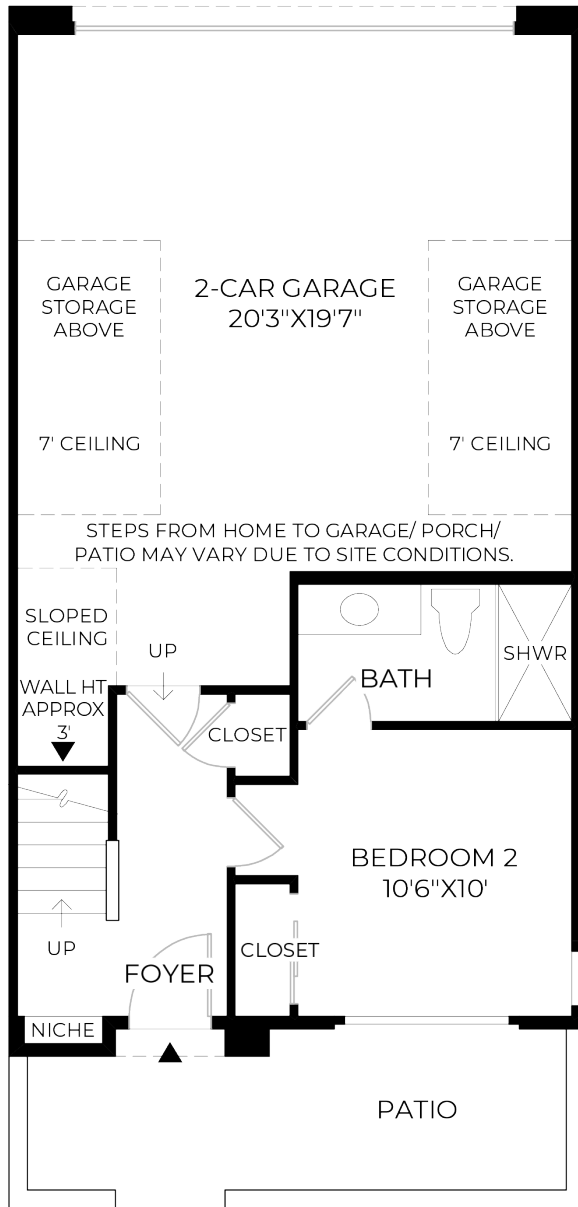 GARAGE
STORAGE
ABOVE
2-CAR GARAGE
20'3"X19'7"
GARAGE
STORAGE
ABOVE
7' CEILING
7' CEILING
STEPS FROM HOME TO GARAGE/ PORCH/
PATIO MAY VARY DUE TO SITE CONDITIONS.
SLOPED
CEILING
UP
WALL HT
APPROX
3'
BATH
SHWR
CLOSET
BEDROOM 2
10'6"X10'
UP
CLOSET
FOYER
NICHE
PATIO